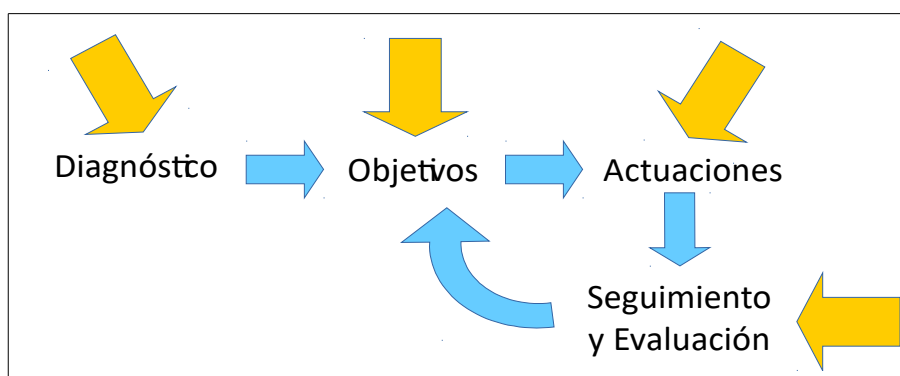 Diagnóstico
Objetivos
Actuaciones
Seguimiento
y Evaluación